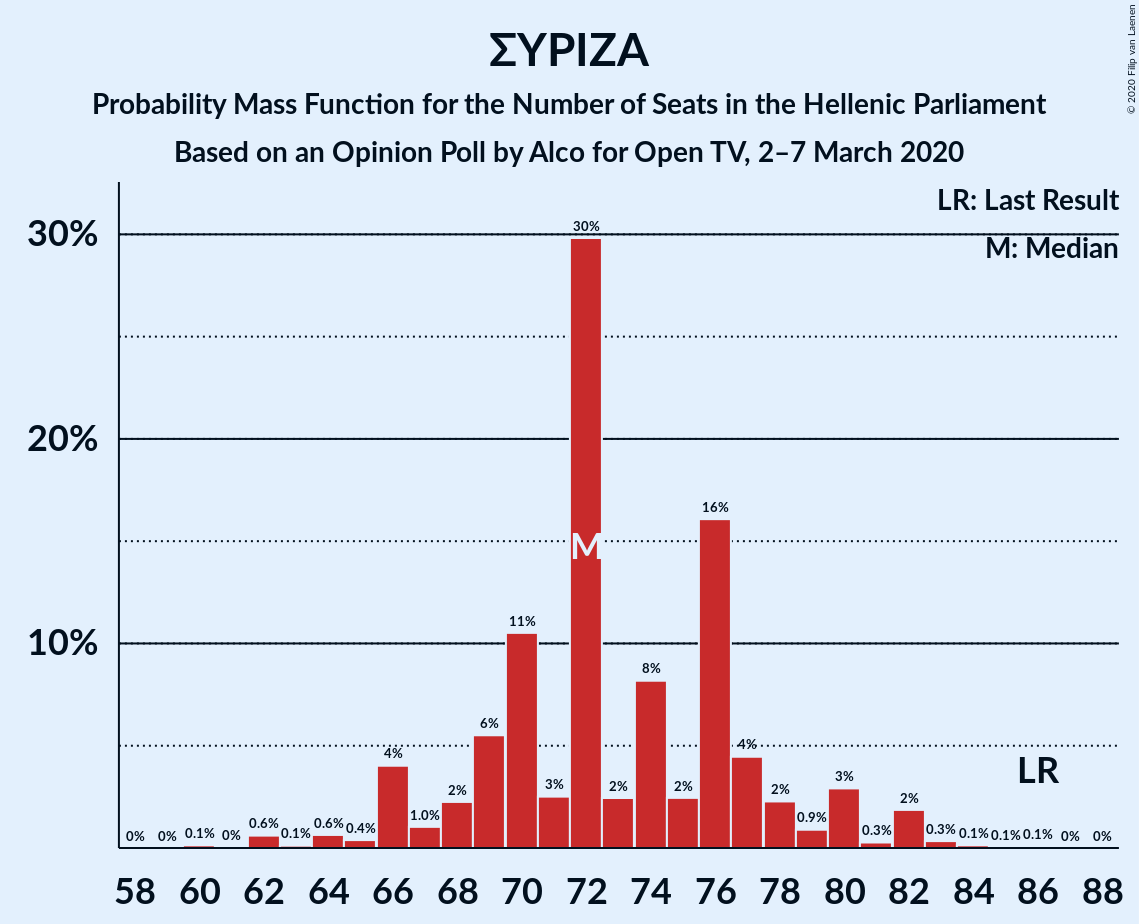 ΣΥΡΙΖΑ
Probability Mass Function for the Number of Seats in the Hellenic Parliament
Based on an Opinion Poll by Alco for Open TV, 2–7 March 2020
© 2020 Filip van Laenen
LR: Last Result
M: Median
30%
20%
10%
0% 0% 0.1% 0% 0.6% 0.1% 0.6% 0.4% 4% 1.0% 2% 6% 11% 3% 30% 2% 8% 2% 16% 4% 2% 0.9% 3% 0.3% 2% 0.3% 0.1% 0.1% 0.1% 0% 0%
M
LR
58 60 62 64 66 68 70 72 74 76 78 80 82 84 86 88